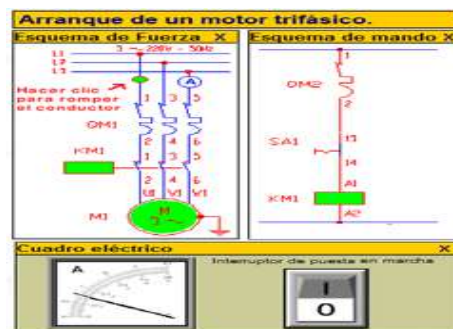 Arranque de un motor trifásico.
Esquema de Fuerza X
Esquema de mando X
L1 3 ~ 220V - 50Hz
L2
L3
A
Hacer clic
para romper
el conductor
1 3 5
QM1
2 4 6
KM1
1 3 5
2 4 6
U1 V1 W1
M1
M
3 ~
1
QM2
2
SA1
13
14
A1
KM1
A2
Cuadro eléctrico X
A
Interruptor de puesta en marcha
I
O